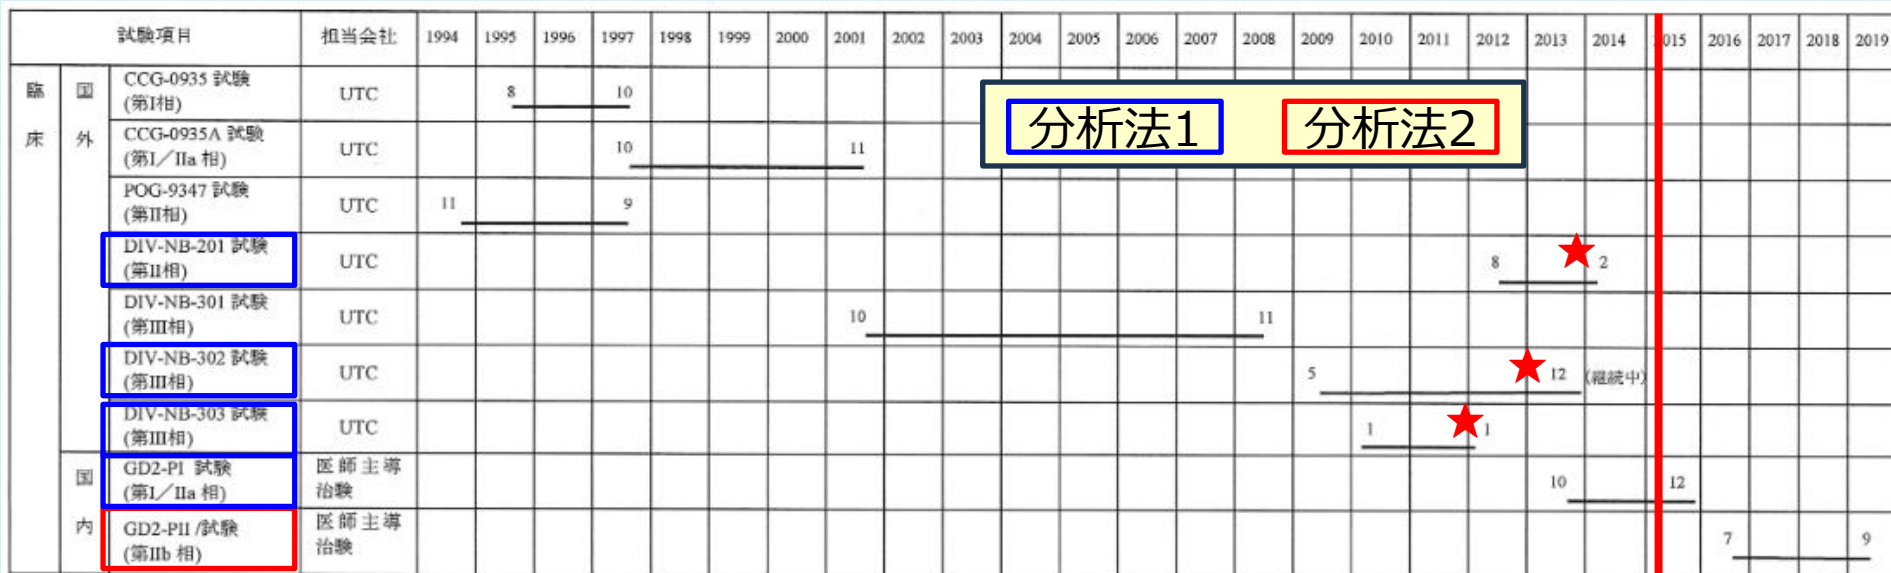 試験項目 担当会社 1994 1995 1996 1997 1998 1999 2000 2001 2002 2003 2004 2005 2006 2007 2008 2009 2010 2011 2012 2013 2014 2015 2016 2017 2018 2019
分析法1 分析法2
臨床
国外
CCG-0935 試験
(第I相)
UTC 8 10
CCG-0935A 試験
(第I／IIa 相)
UTC 10 11
POG-9347 試験
(第II相)
UTC 11 9
DIV-NB-201 試験
(第II相)
UTC 8 2
DIV-NB-301 試験
(第III相)
UTC 10 11
DIV-NB-302 試験
(第III相)
UTC 5 12 (継続中)
DIV-NB-303 試験
(第III相)
UTC 1 1
国内
GD2-PI 試験
(第I／IIa 相)
医師主導
治験
10 12
GD2-PII /試験
(第IIb 相)
医師主導
治験
7 9